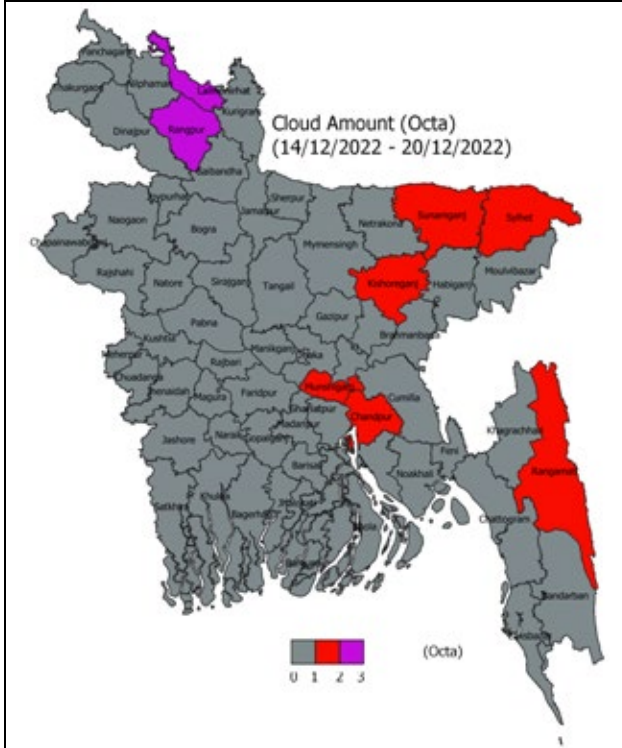 Panchagarh
Thakurgaon
Nilphamari
Lalmonirhat
Kurigram
Rangpur
Dinajpur
Gaibandha
Cloud Amount (Octa)
(14/12/2022 - 20/12/2022)
Joypurhat
Sherpur
Jamalpur
Naogaon
Bogra
Netrakona
Sunamganj
Sylhet
Mymensingh
Chapainawabganj
Rajshahi
Natore
Sirajganj
Tangail
Kishoreganj
Habiganj
Moulvibazar
Pabna
Gazipur
Brahmanbaria
Kushtia
Meherpur
Rajbari
Manikganj
Dhaka
Chuadanga
Jhenaidah
Magura
Faridpur
Munshiganj
Cumilla
Shariatpur
Chandpur
Madaripur
Khagrachhari
Jashore
Narail
Gopalganj
Rangamati
Barisal
Noakhali
Feni
Satkhira
Khulna
Bagerhat
Bhola
Chattogram
Bandarban
(Octa)
0 1 2 3